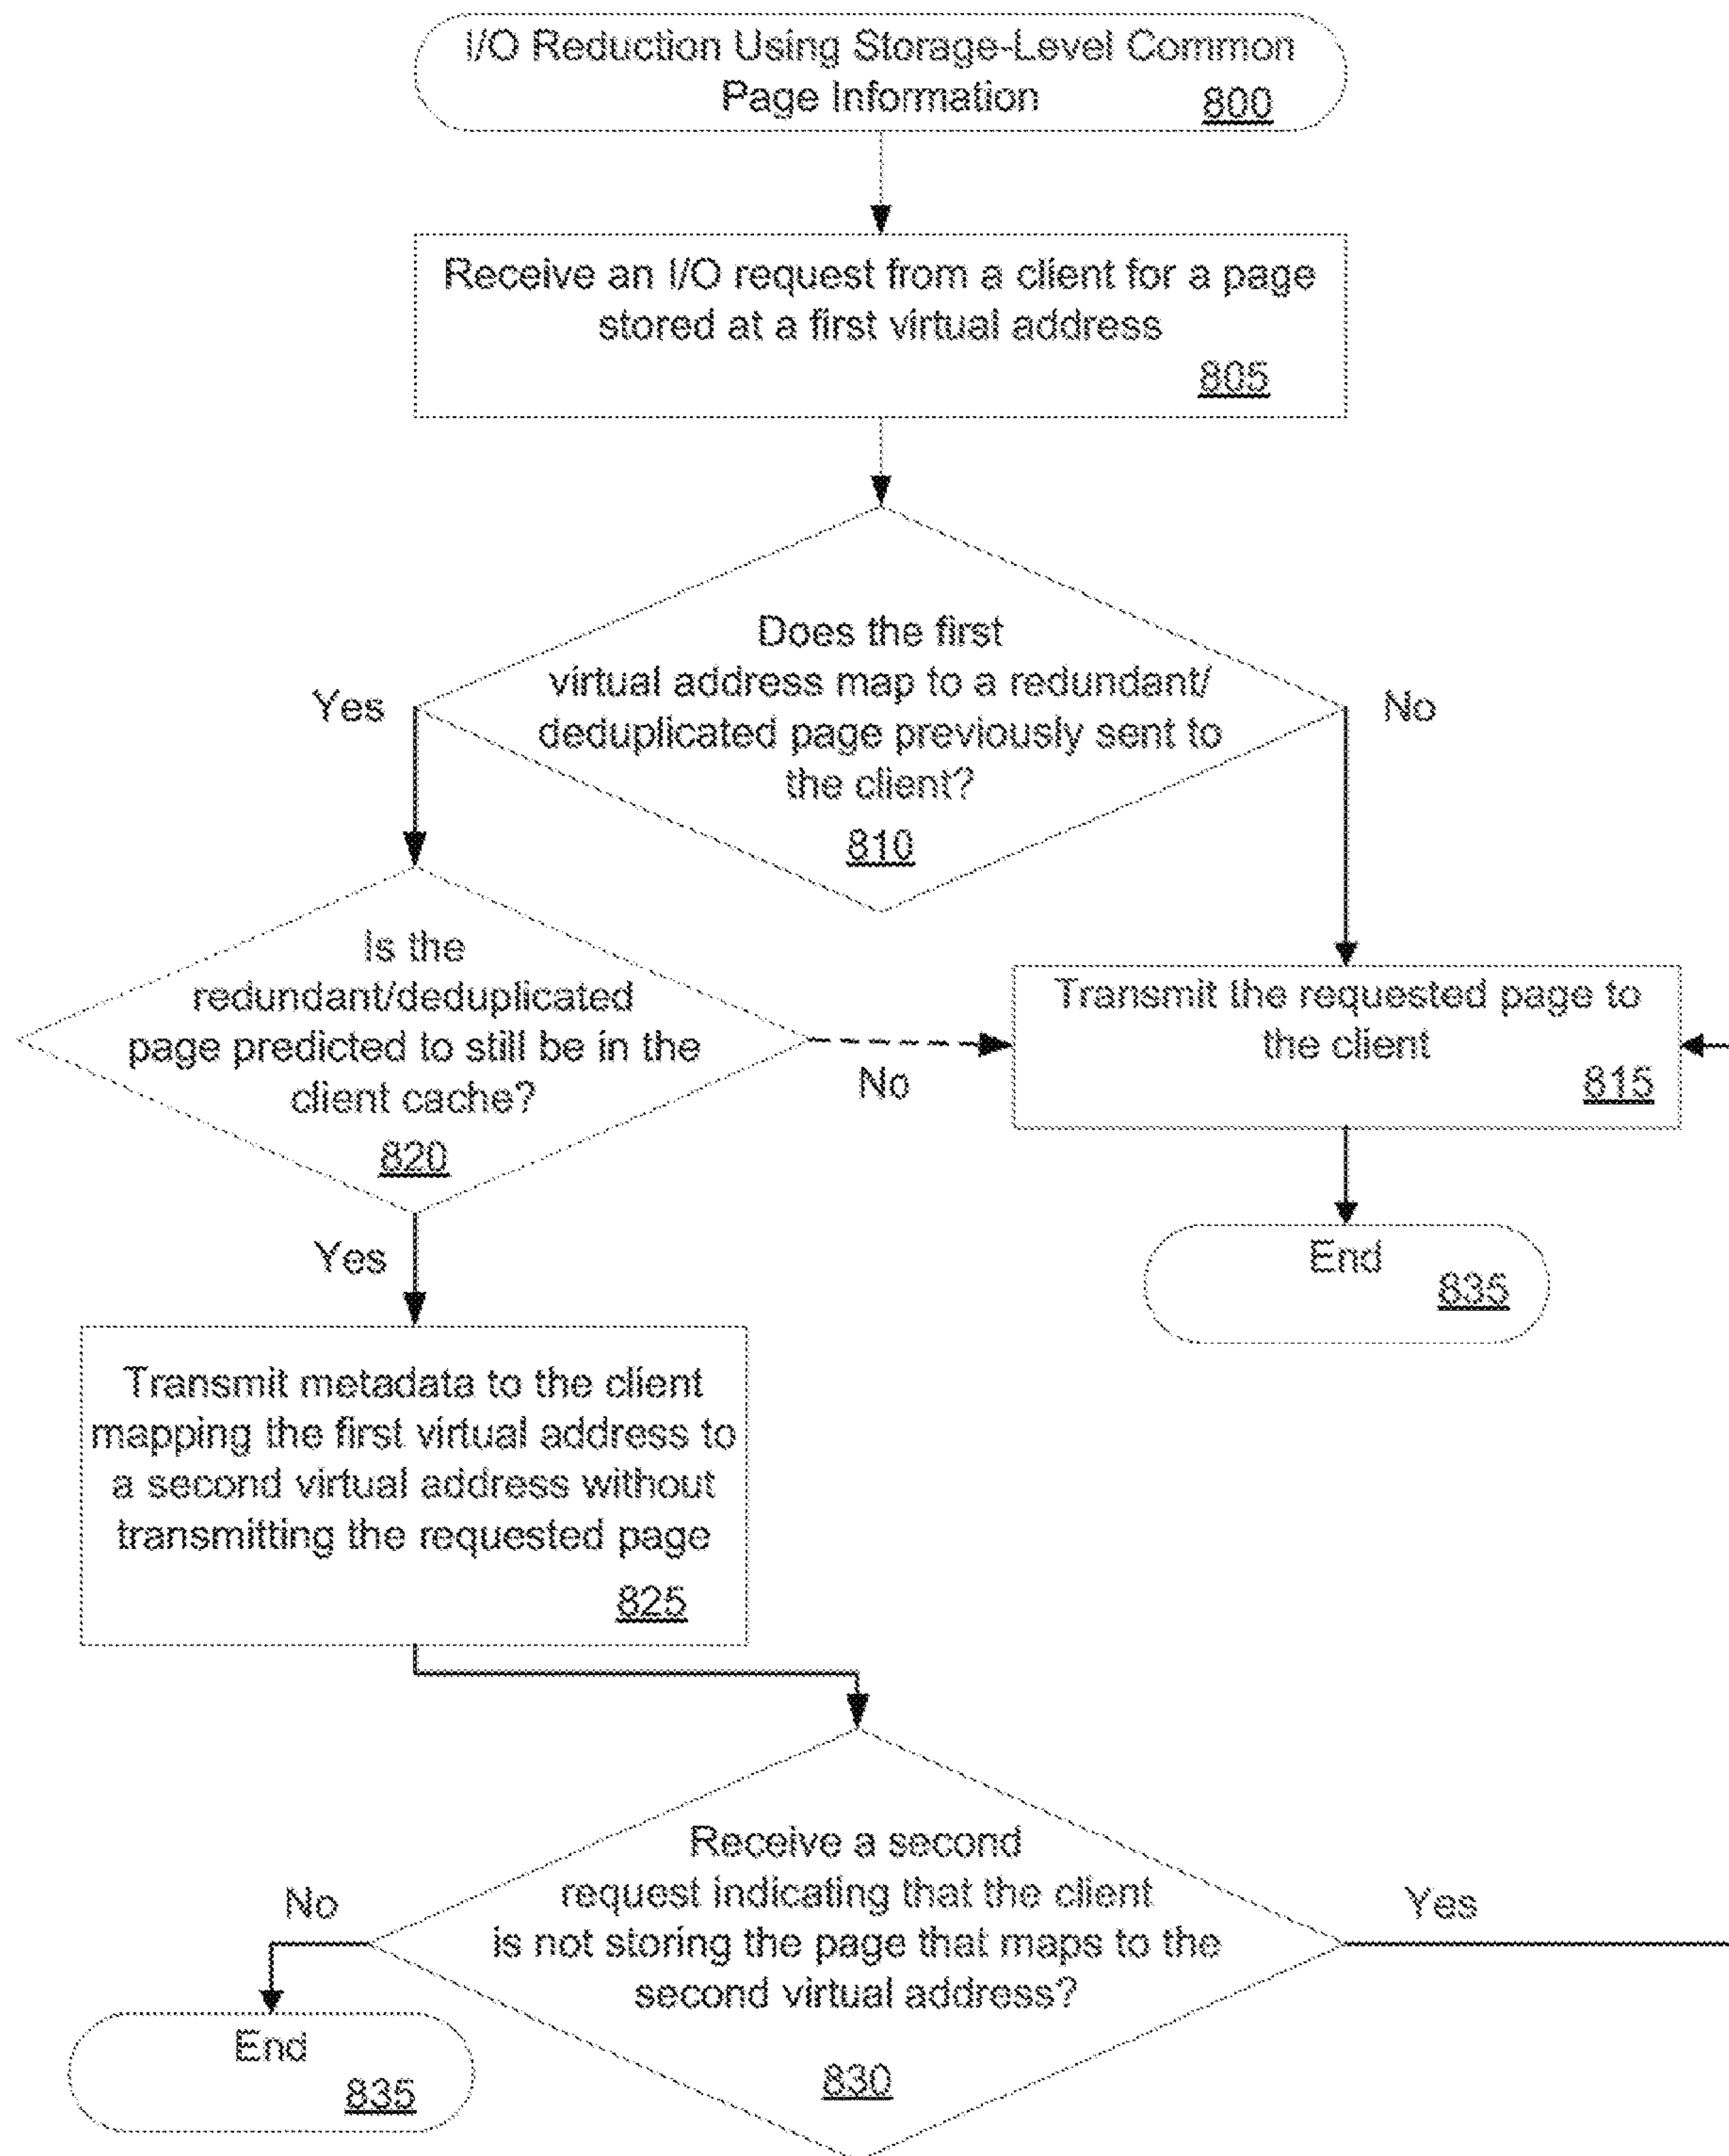 I/O Reduction Using Storage-Level Common
Page Information 800
Receive an I/O request from a client for a page
stored at a first virtual address
805
Does the first
virtual address map to a redundant/
deduplicated page previously sent to
the client?
810
Yes
No
Is the
redundant/deduplicated
page predicted to still be in the
client cache?
820
No
Transmit the requested page to
the client
815
Yes
End
835
Transmit metadata to the client
mapping the first virtual address to
a second virtual address without
transmitting the requested page
825
Receive a second
request indicating that the client
is not storing the page that maps to the
second virtual address?
830
No
Yes
End
835